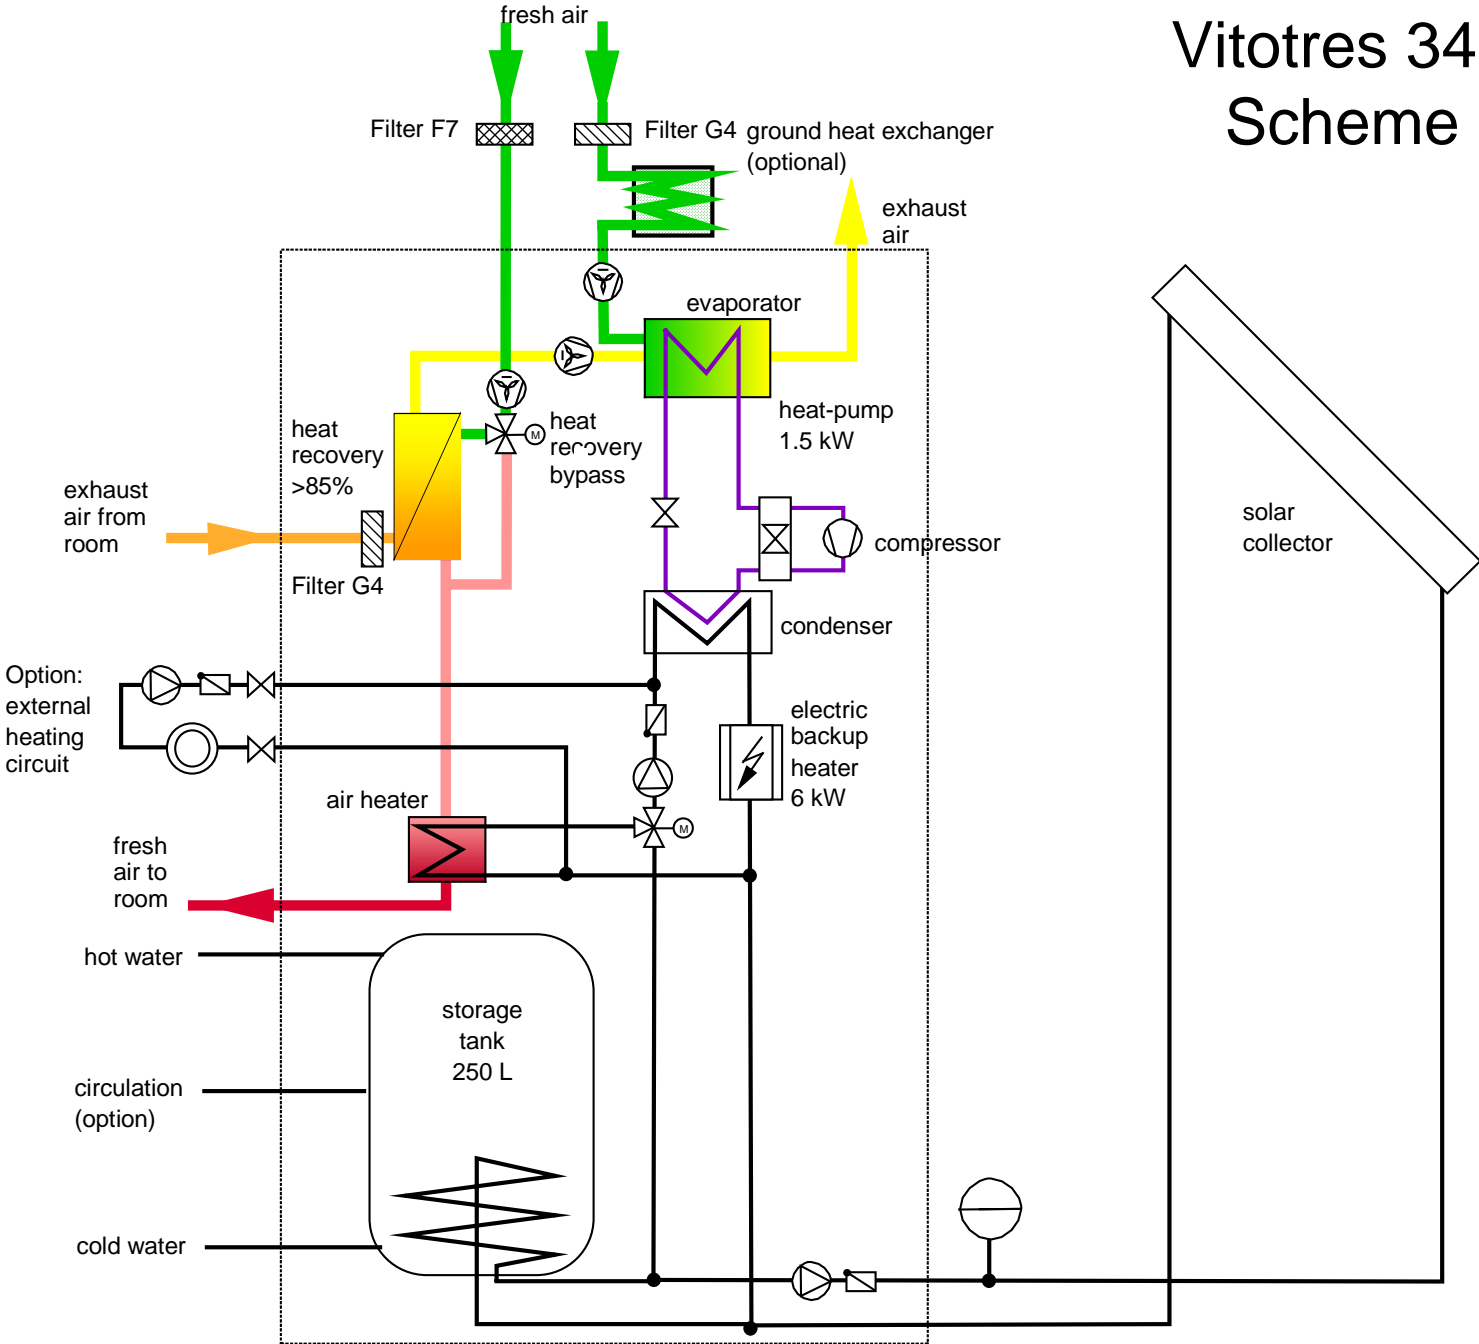 Vitotres 34
Scheme
fresh air
Filter F7
Filter G4
ground heat exchanger
(optional)
exhaust
air
evaporator
heat-pump
1.5 kW
heat
recovery
>85%
M
heat
recovery
bypass
exhaust
air from
room
Filter G4
compressor
solar
collector
condenser
Option:
external
heating
circuit
electric
backup
heater
6 kW
air heater
M
fresh
air to
room
hot water
storage
tank
250 L
circulation
(option)
cold water